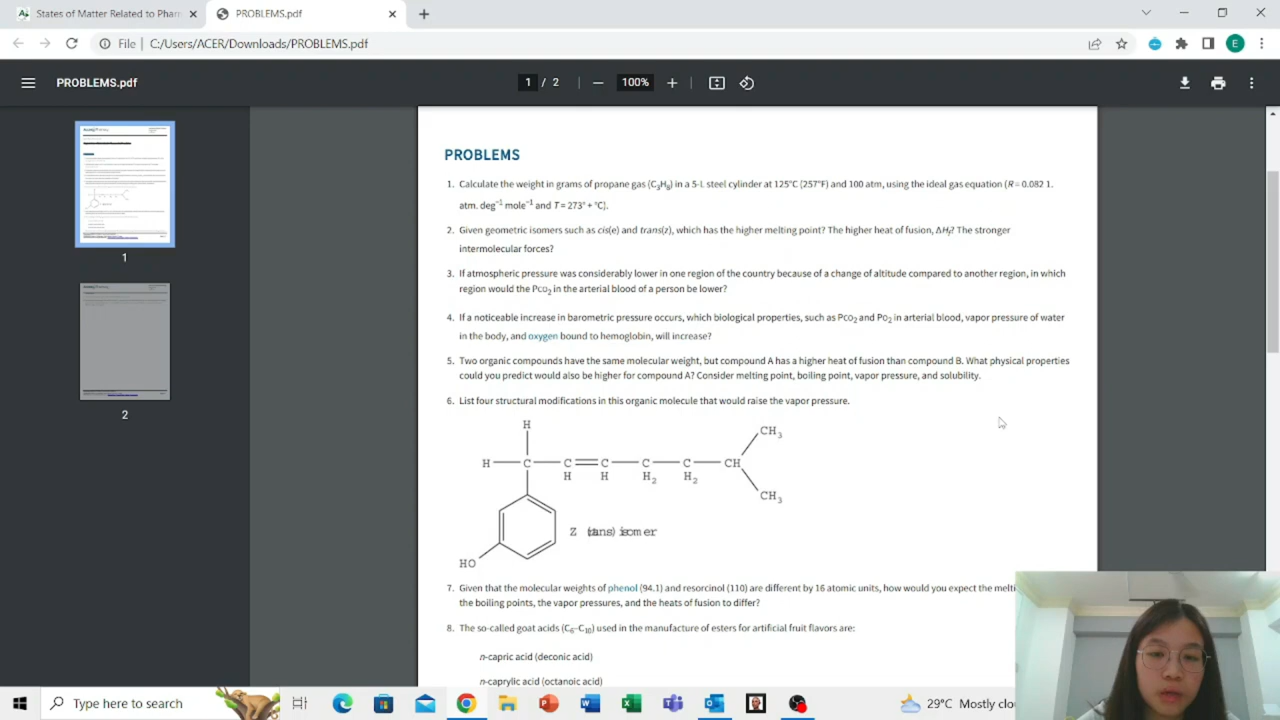 States of Matter Related to Pharm
PROBLEMS.pdf
File
C:/Users/ACER/Downloads/PROBLEMS.pdf
E
PROBLEMS.pdf
1 / 2
100%
1
2
PROBLEMS
1. Calculate the weight in grams of propane gas (C3H8) in a 5-L steel cylinder at 125°C (257°F) and 100 atm, using the ideal gas equation (R = 0.082 1.
atm. deg−1 mole−1 and T = 273° + °C).
2. Given geometric isomers such as cis(e) and trans(z), which has the higher melting point? The higher heat of fusion, ΔHf? The stronger
intermolecular forces?
3. If atmospheric pressure was considerably lower in one region of the country because of a change of altitude compared to another region, in which
region would the PCO2 in the arterial blood of a person be lower?
4. If a noticeable increase in barometric pressure occurs, which biological properties, such as PCO2 and PO2 in arterial blood, vapor pressure of water
in the body, and oxygen bound to hemoglobin, will increase?
5. Two organic compounds have the same molecular weight, but compound A has a higher heat of fusion than compound B. What physical properties
could you predict would also be higher for compound A? Consider melting point, boiling point, vapor pressure, and solubility.
6. List four structural modifications in this organic molecule that would raise the vapor pressure.
H
CH3
H C C C C C CH
H H H2 H2
CH3
Z (trans) isomer
HO
7. Given that the molecular weights of phenol (94.1) and resorcinol (110) are different by 16 atomic units, how would you expect the melti
the boiling points, the vapor pressures, and the heats of fusion to differ?
8. The so-called goat acids (C6–C10) used in the manufacture of esters for artificial fruit flavors are:
n-capric acid (deconic acid)
n-caprylic acid (octanoic acid)
Type here to search
29°C Mostly clo